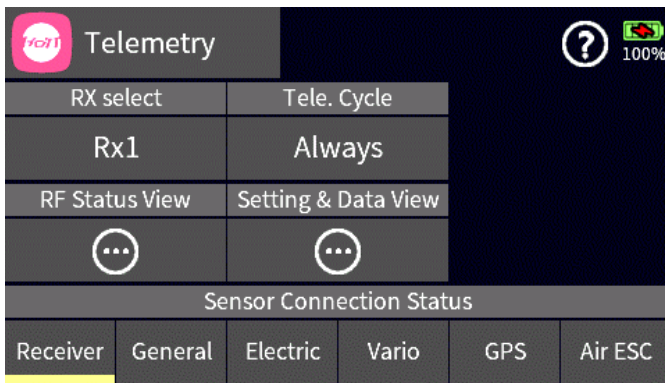 HoTT Telemetry
? 100%
RX select Tele. Cycle
Rx1 Always
RF Status View Setting & Data View
Sensor Connection Status
Receiver General Electric Vario GPS Air ESC